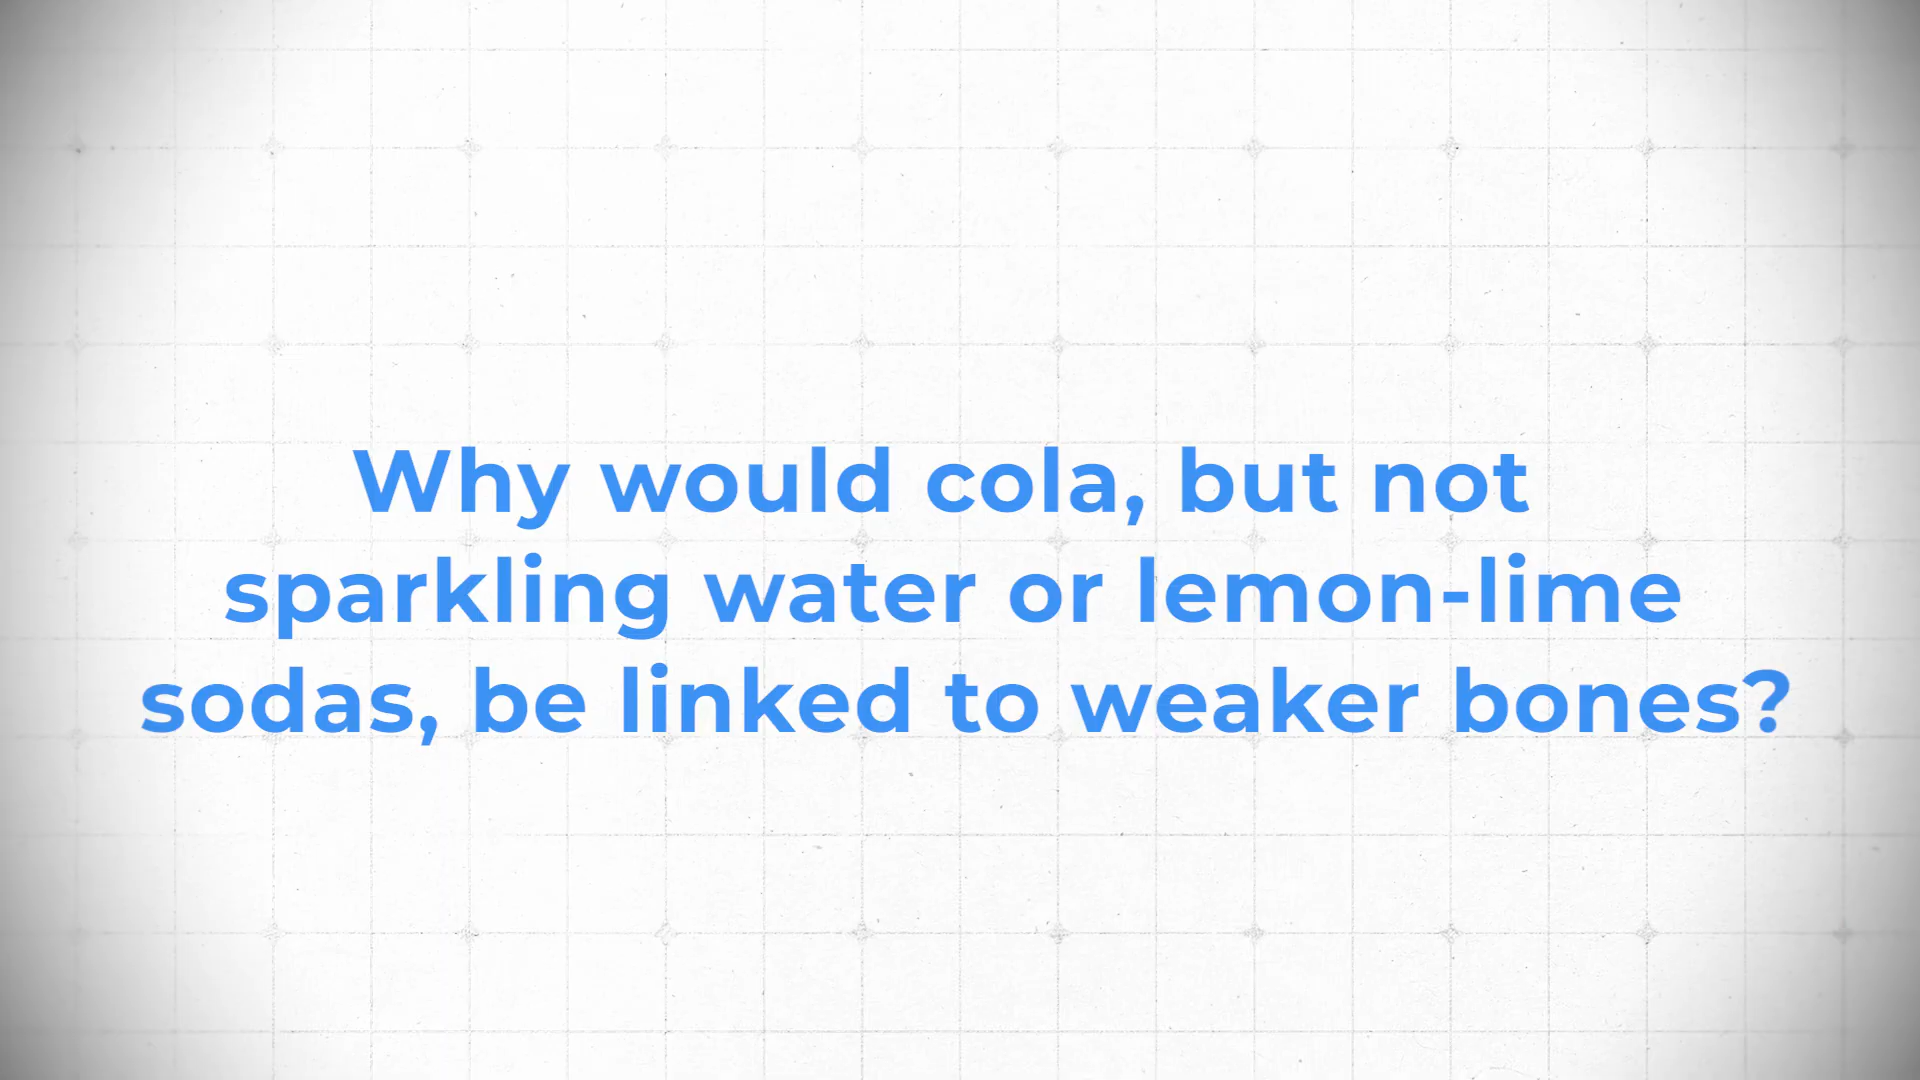 Why would cola, but not
sparkling water or lemon-lime
sodas, be linked to weaker bones?